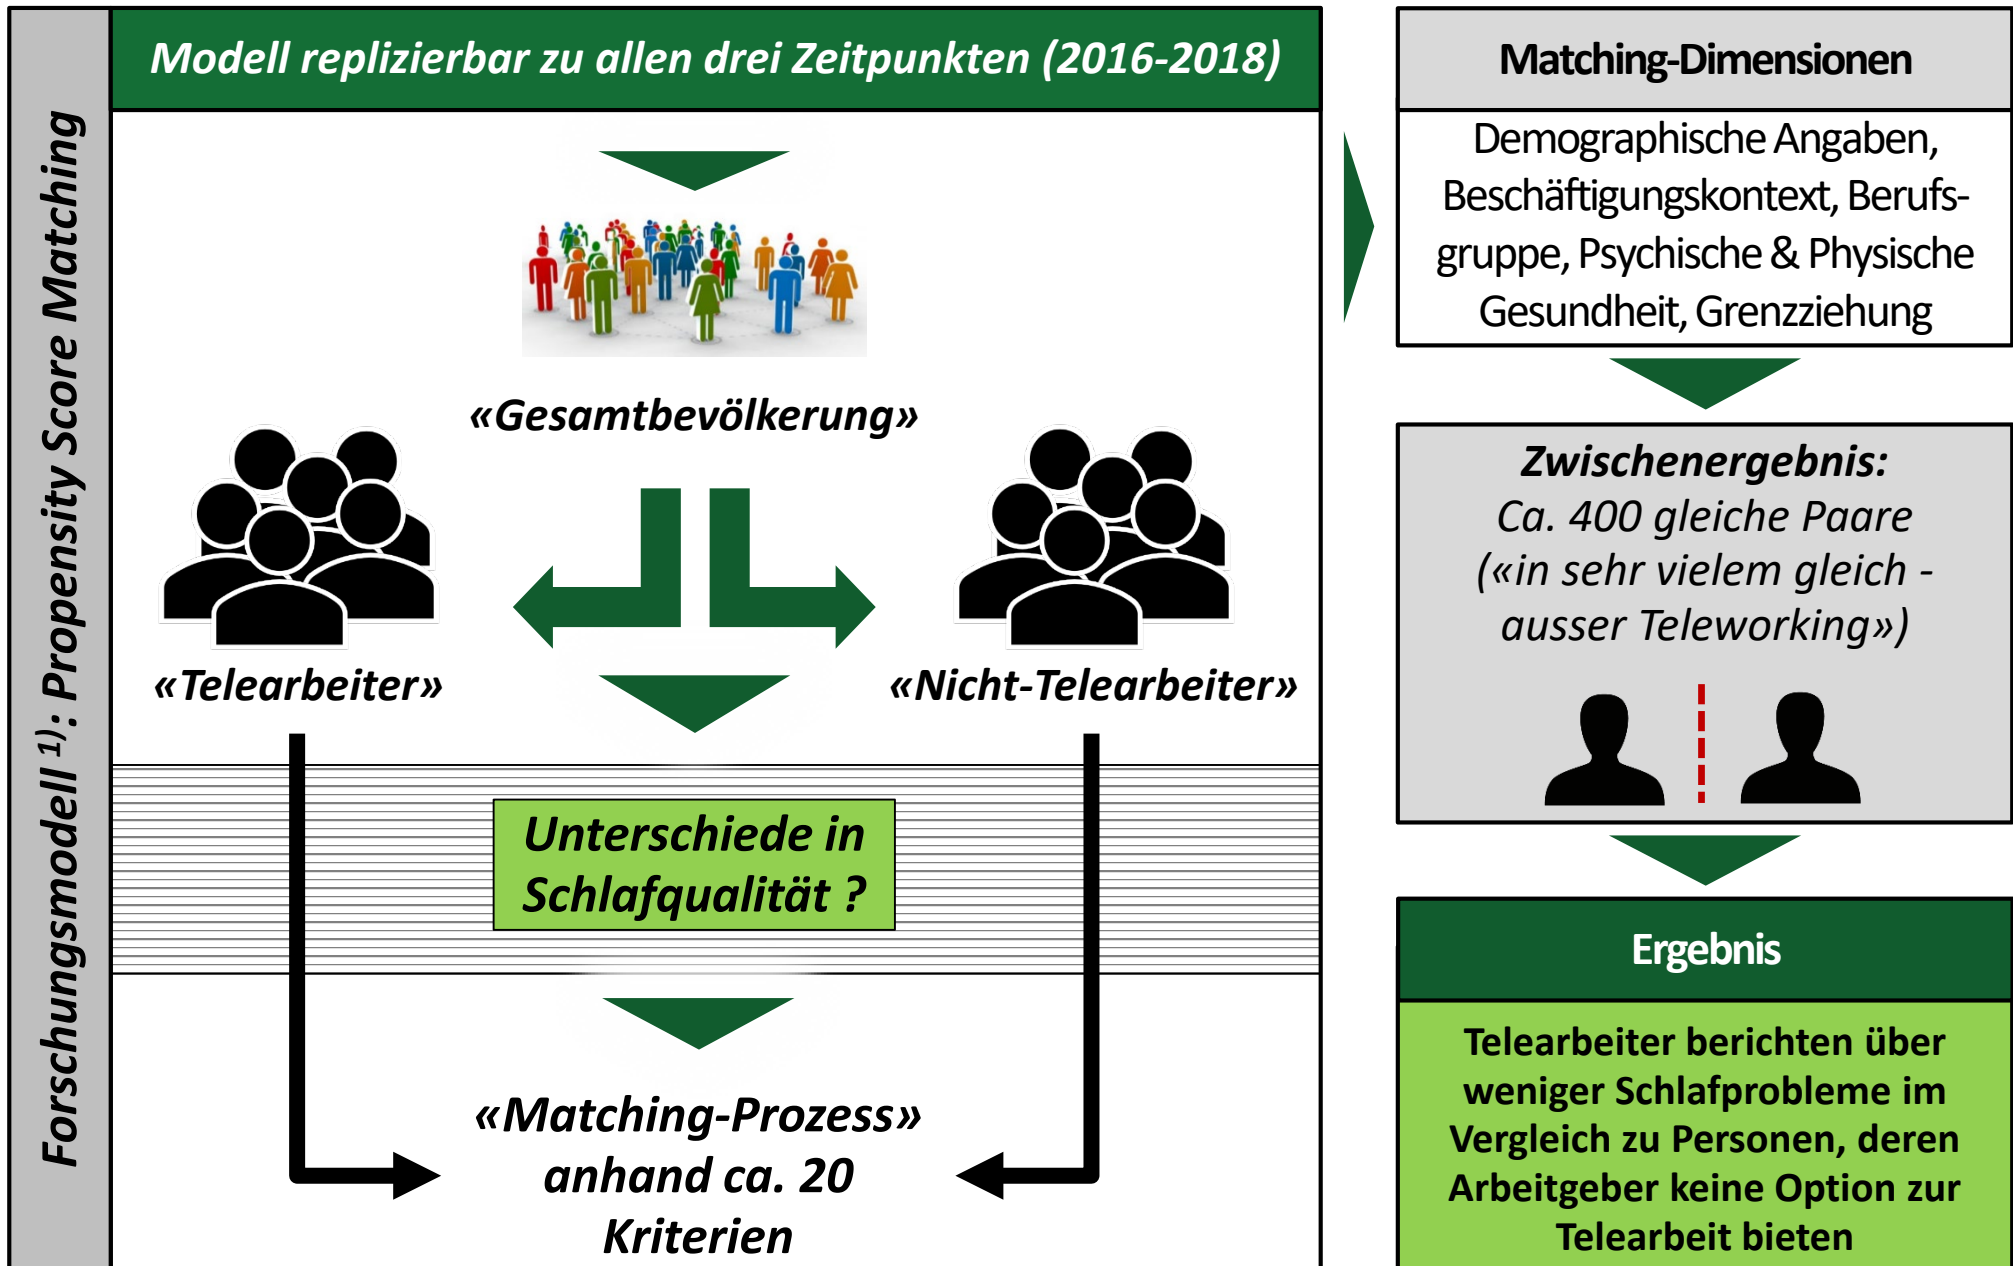 Forschungsmodell 1): Propensity Score Matching
Modell replizierbar zu allen drei Zeitpunkten (2016-2018)
«Gesamtbevölkerung»
«Telearbeiter»
«Nicht-Telearbeiter»
Unterschiede in
Schlafqualität ?
«Matching-Prozess»
anhand ca. 20
Kriterien
Matching-Dimensionen
Demographische Angaben,
Beschäftigungskontext, Berufs-
gruppe, Psychische & Physische
Gesundheit, Grenzziehung
Zwischenergebnis:
Ca. 400 gleiche Paare
(«in sehr vielem gleich -
ausser Teleworking»)
Ergebnis
Telearbeiter berichten über
weniger Schlafprobleme im
Vergleich zu Personen, deren
Arbeitgeber keine Option zur
Telearbeit bieten